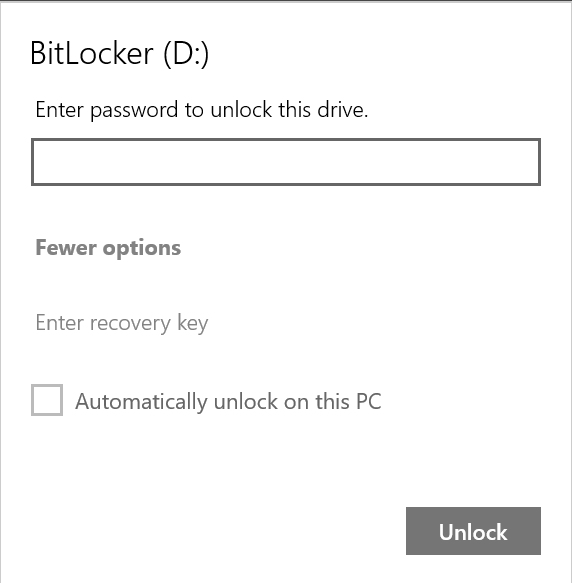 BitLocker (D:)
Enter password to unlock this drive.
Fewer options
Enter recovery key
Automatically unlock on this PC
Unlock